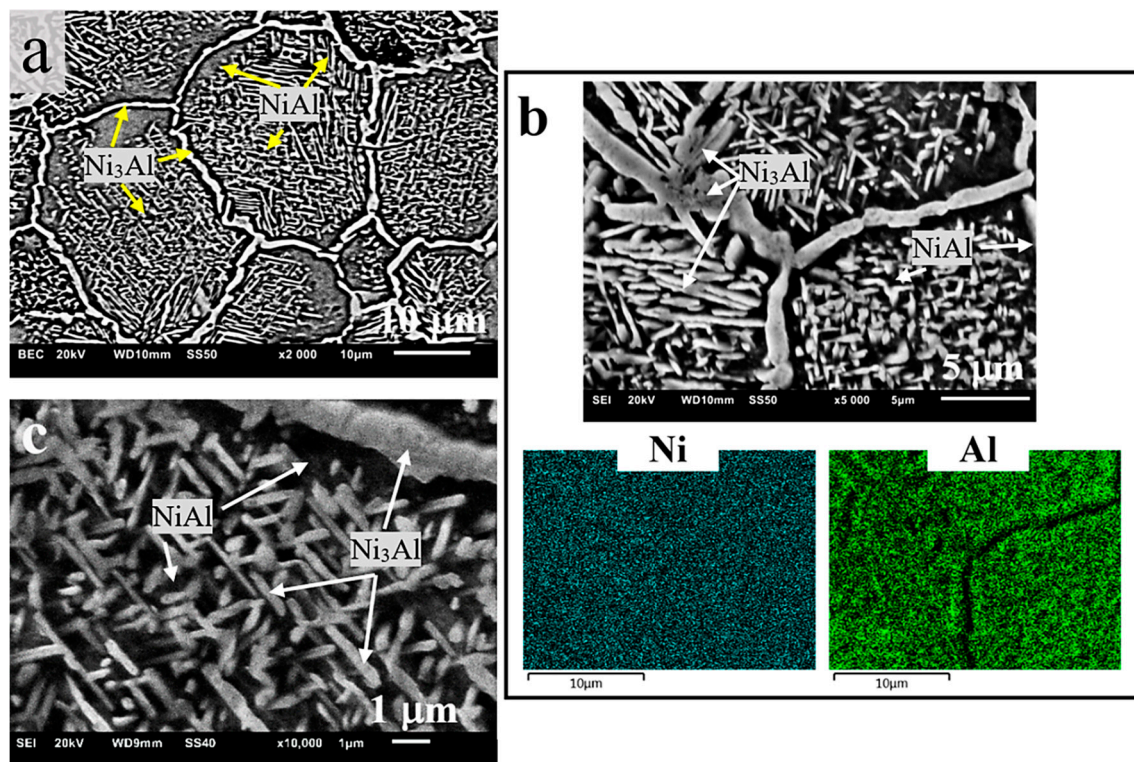 a
NiAl
Ni₃Al
10 μm
BEC 20kV WD10mm SS50 x2 000 10μm
b
Ni₃Al
NiAl
5 μm
SEI 20kV WD10mm SS50 x5 000 5μm
Ni
Al
10μm
10μm
c
NiAl
Ni₃Al
1 μm
SEI 20kV WD9mm SS40 x10,000 1μm